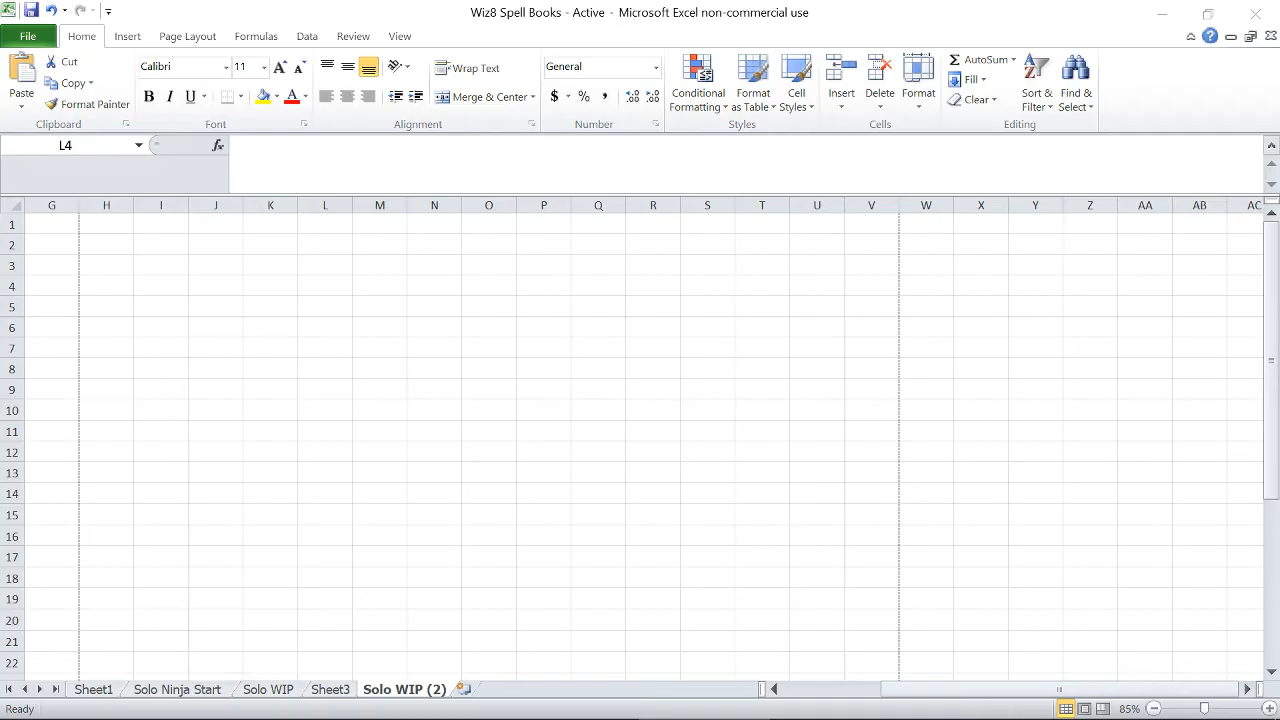 Wiz8 Spell Books - Active - Microsoft Excel non-commercial use
File Home Insert Page Layout Formulas Data Review View
Paste
Cut
Copy
Format Painter
Clipboard
Calibri 11
B I U
Font
Wrap Text
Merge & Center
Alignment
General
$ % ,
Number
Conditional Formatting
Format as Table
Cell Styles
Styles
Insert
Delete
Format
Cells
Σ AutoSum
Fill
Clear
Sort & Filter
Find & Select
Editing
L4 fx
G H I J K L M N O P Q R S T U V W X Y Z AA AB AC
1
2
3
4
5
6
7
8
9
10
11
12
13
14
15
16
17
18
19
20
21
22
Sheet1 Solo Ninja Start Solo WIP Sheet3 Solo WIP (2)
Ready 85%